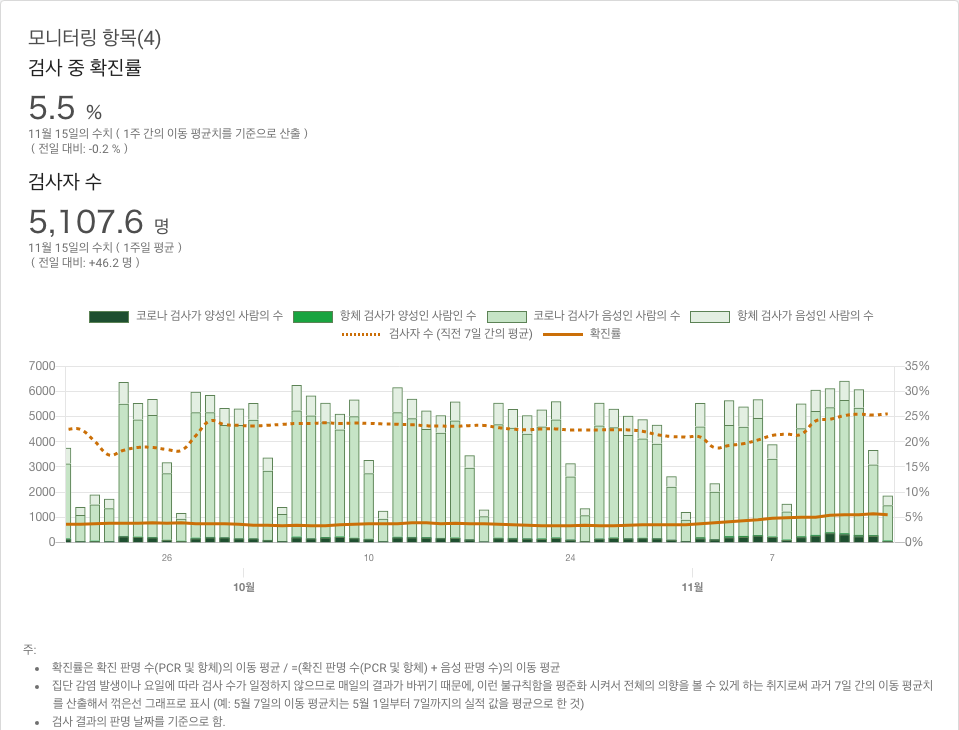 모니터링 항목(4)
검사 중 확진률
5.5 %
11월 15일의 수치 ( 1주 간의 이동 평균치를 기준으로 산출 )
( 전일 대비: -0.2 % )
검사자 수
5,107.6 명
11월 15일의 수치 ( 1주일 평균 )
( 전일 대비: +46.2 명 )
코로나 검사가 양성인 사람의 수 항체 검사가 양성인 사람인 수 코로나 검사가 음성인 사람의 수 항체 검사가 음성인 사람의 수
검사자 수 (직전 7일 간의 평균) 확진률
7000 35%
6000 30%
5000 25%
4000 20%
3000 15%
2000 10%
1000 5%
0 0%
26 10 24 7
10월 11월
주:
확진률은 확진 판명 수(PCR 및 항체)의 이동 평균 / =(확진 판명 수(PCR 및 항체) + 음성 판명 수)의 이동 평균
집단 감염 발생이나 요일에 따라 검사 수가 일정하지 않으므로 매일의 결과가 바뀌기 때문에, 이런 불규칙함을 평준화 시켜서 전체의 의향을 볼 수 있게 하는 취지로써 과거 7일 간의 이동 평균치
를 산출해서 꺾은선 그래프로 표시 (예: 5월 7일의 이동 평균치는 5월 1일부터 7일까지의 실적 값을 평균으로 한 것)
검사 결과의 판명 날짜를 기준으로 함.